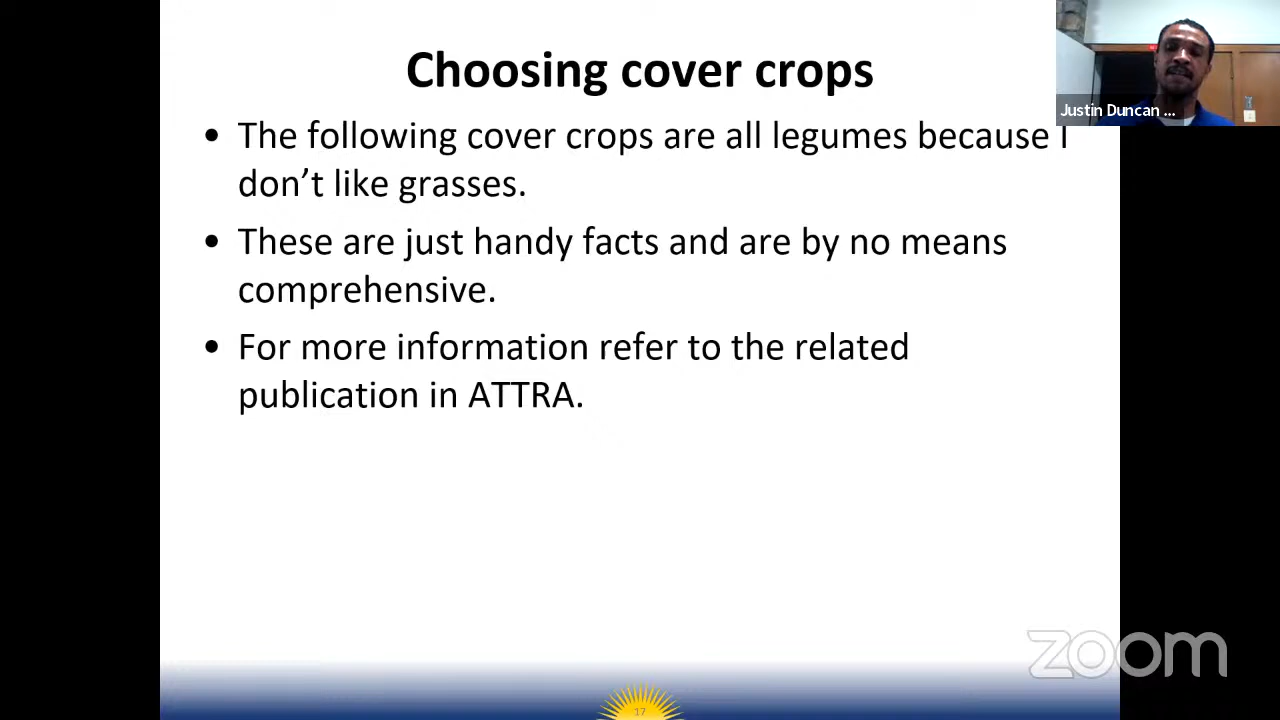 Choosing cover crops
Justin Duncan ...
• The following cover crops are all legumes because I
don’t like grasses.
• These are just handy facts and are by no means
comprehensive.
• For more information refer to the related
publication in ATTRA.
zoom
17